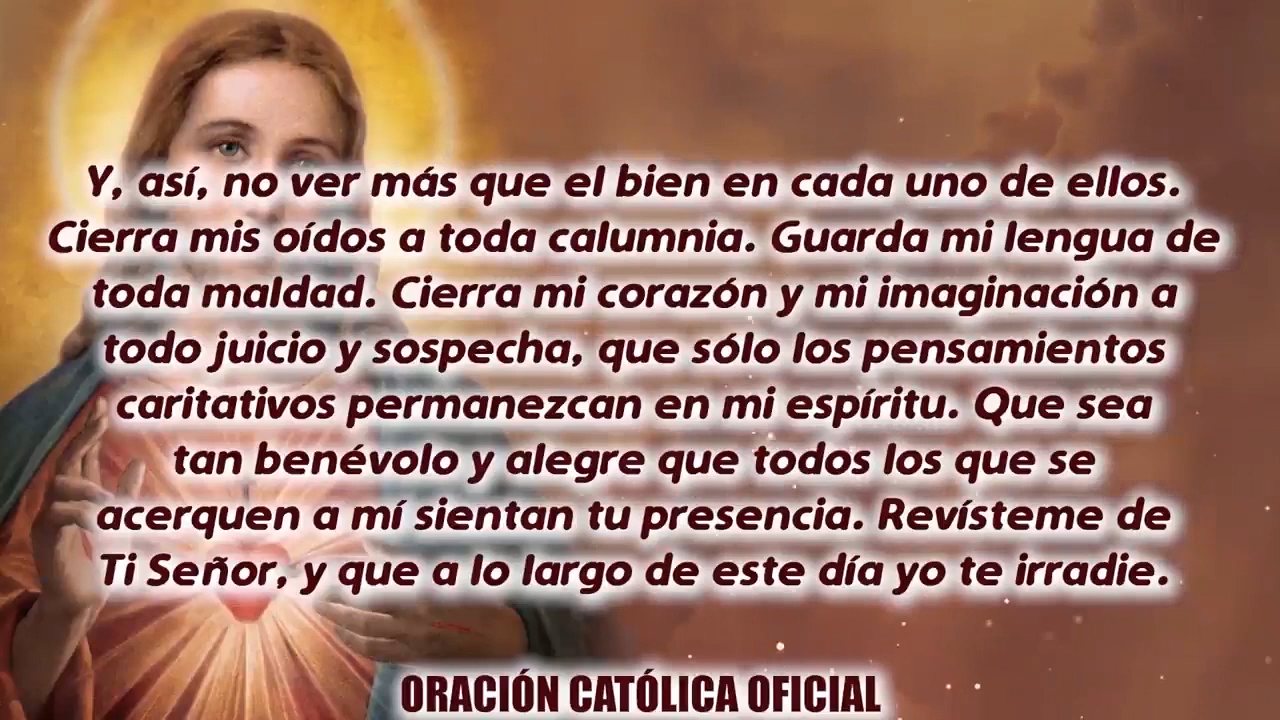 Y, así, no ver más que el bien en cada uno de ellos.
Cierra mis oídos a toda calumnia. Guarda mi lengua de
toda maldad. Cierra mi corazón y mi imaginación a
todo juicio y sospecha, que sólo los pensamientos
caritativos permanezcan en mi espíritu. Que sea
tan benévolo y alegre que todos los que se
acerquen a mí sientan tu presencia. Revísteme de
Ti Señor, y que a lo largo de este día yo te irradie.
ORACIÓN CATÓLICA OFICIAL